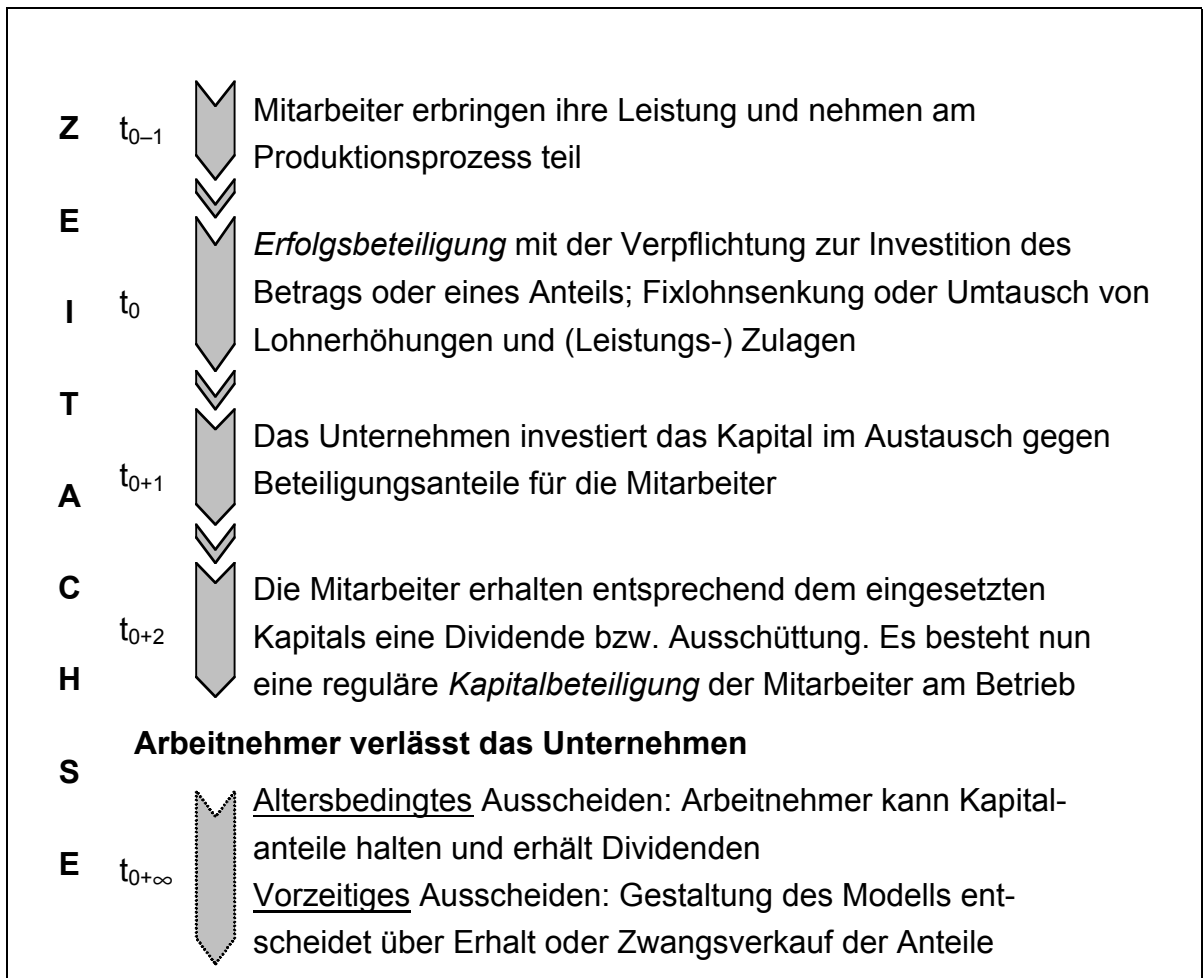 Z t0–1 Mitarbeiter erbringen ihre Leistung und nehmen am
Produktionsprozess teil
E
Erfolgsbeteiligung mit der Verpflichtung zur Investition des
I t0 Betrags oder eines Anteils; Fixlohnsenkung oder Umtausch von
Lohnerhöhungen und (Leistungs-) Zulagen
T
Das Unternehmen investiert das Kapital im Austausch gegen
A t0+1 Beteiligungsanteile für die Mitarbeiter
C Die Mitarbeiter erhalten entsprechend dem eingesetzten
t0+2 Kapitals eine Dividende bzw. Ausschüttung. Es besteht nun
H eine reguläre Kapitalbeteiligung der Mitarbeiter am Betrieb
Arbeitnehmer verlässt das Unternehmen
S
Altersbedingtes Ausscheiden: Arbeitnehmer kann Kapital-
E t0+∞ anteile halten und erhält Dividenden
Vorzeitiges Ausscheiden: Gestaltung des Modells ent-
scheidet über Erhalt oder Zwangsverkauf der Anteile